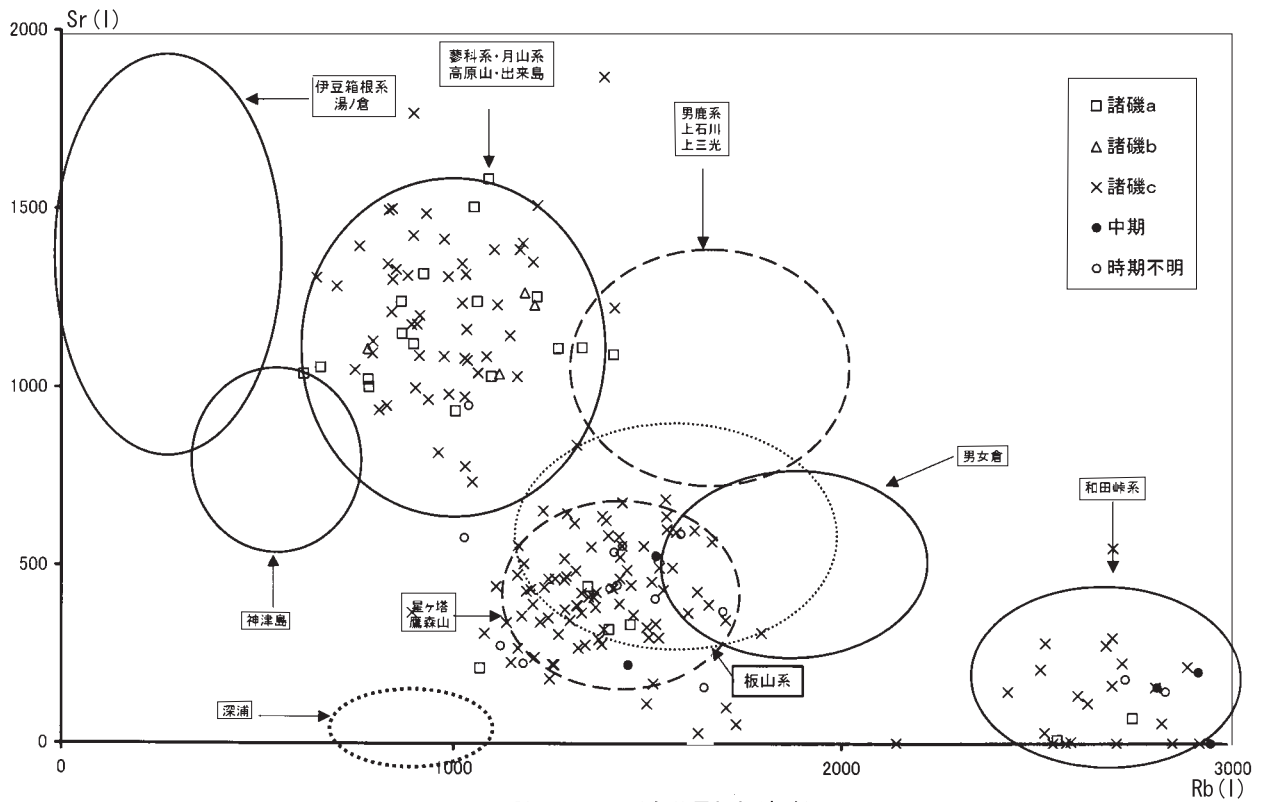 Sr(I)
2000
1500
1000
500
0
伊豆箱根系
湯ノ倉
蓼科系・月山系
高原山・出来島
男鹿系
上石川
上三光
諸磯a
諸磯b
諸磯c
中期
時期不明
男女倉
和田峠系
神津島
星ヶ塔
鷹森山
板山系
深浦
0
1000
2000
3000
Rb(I)